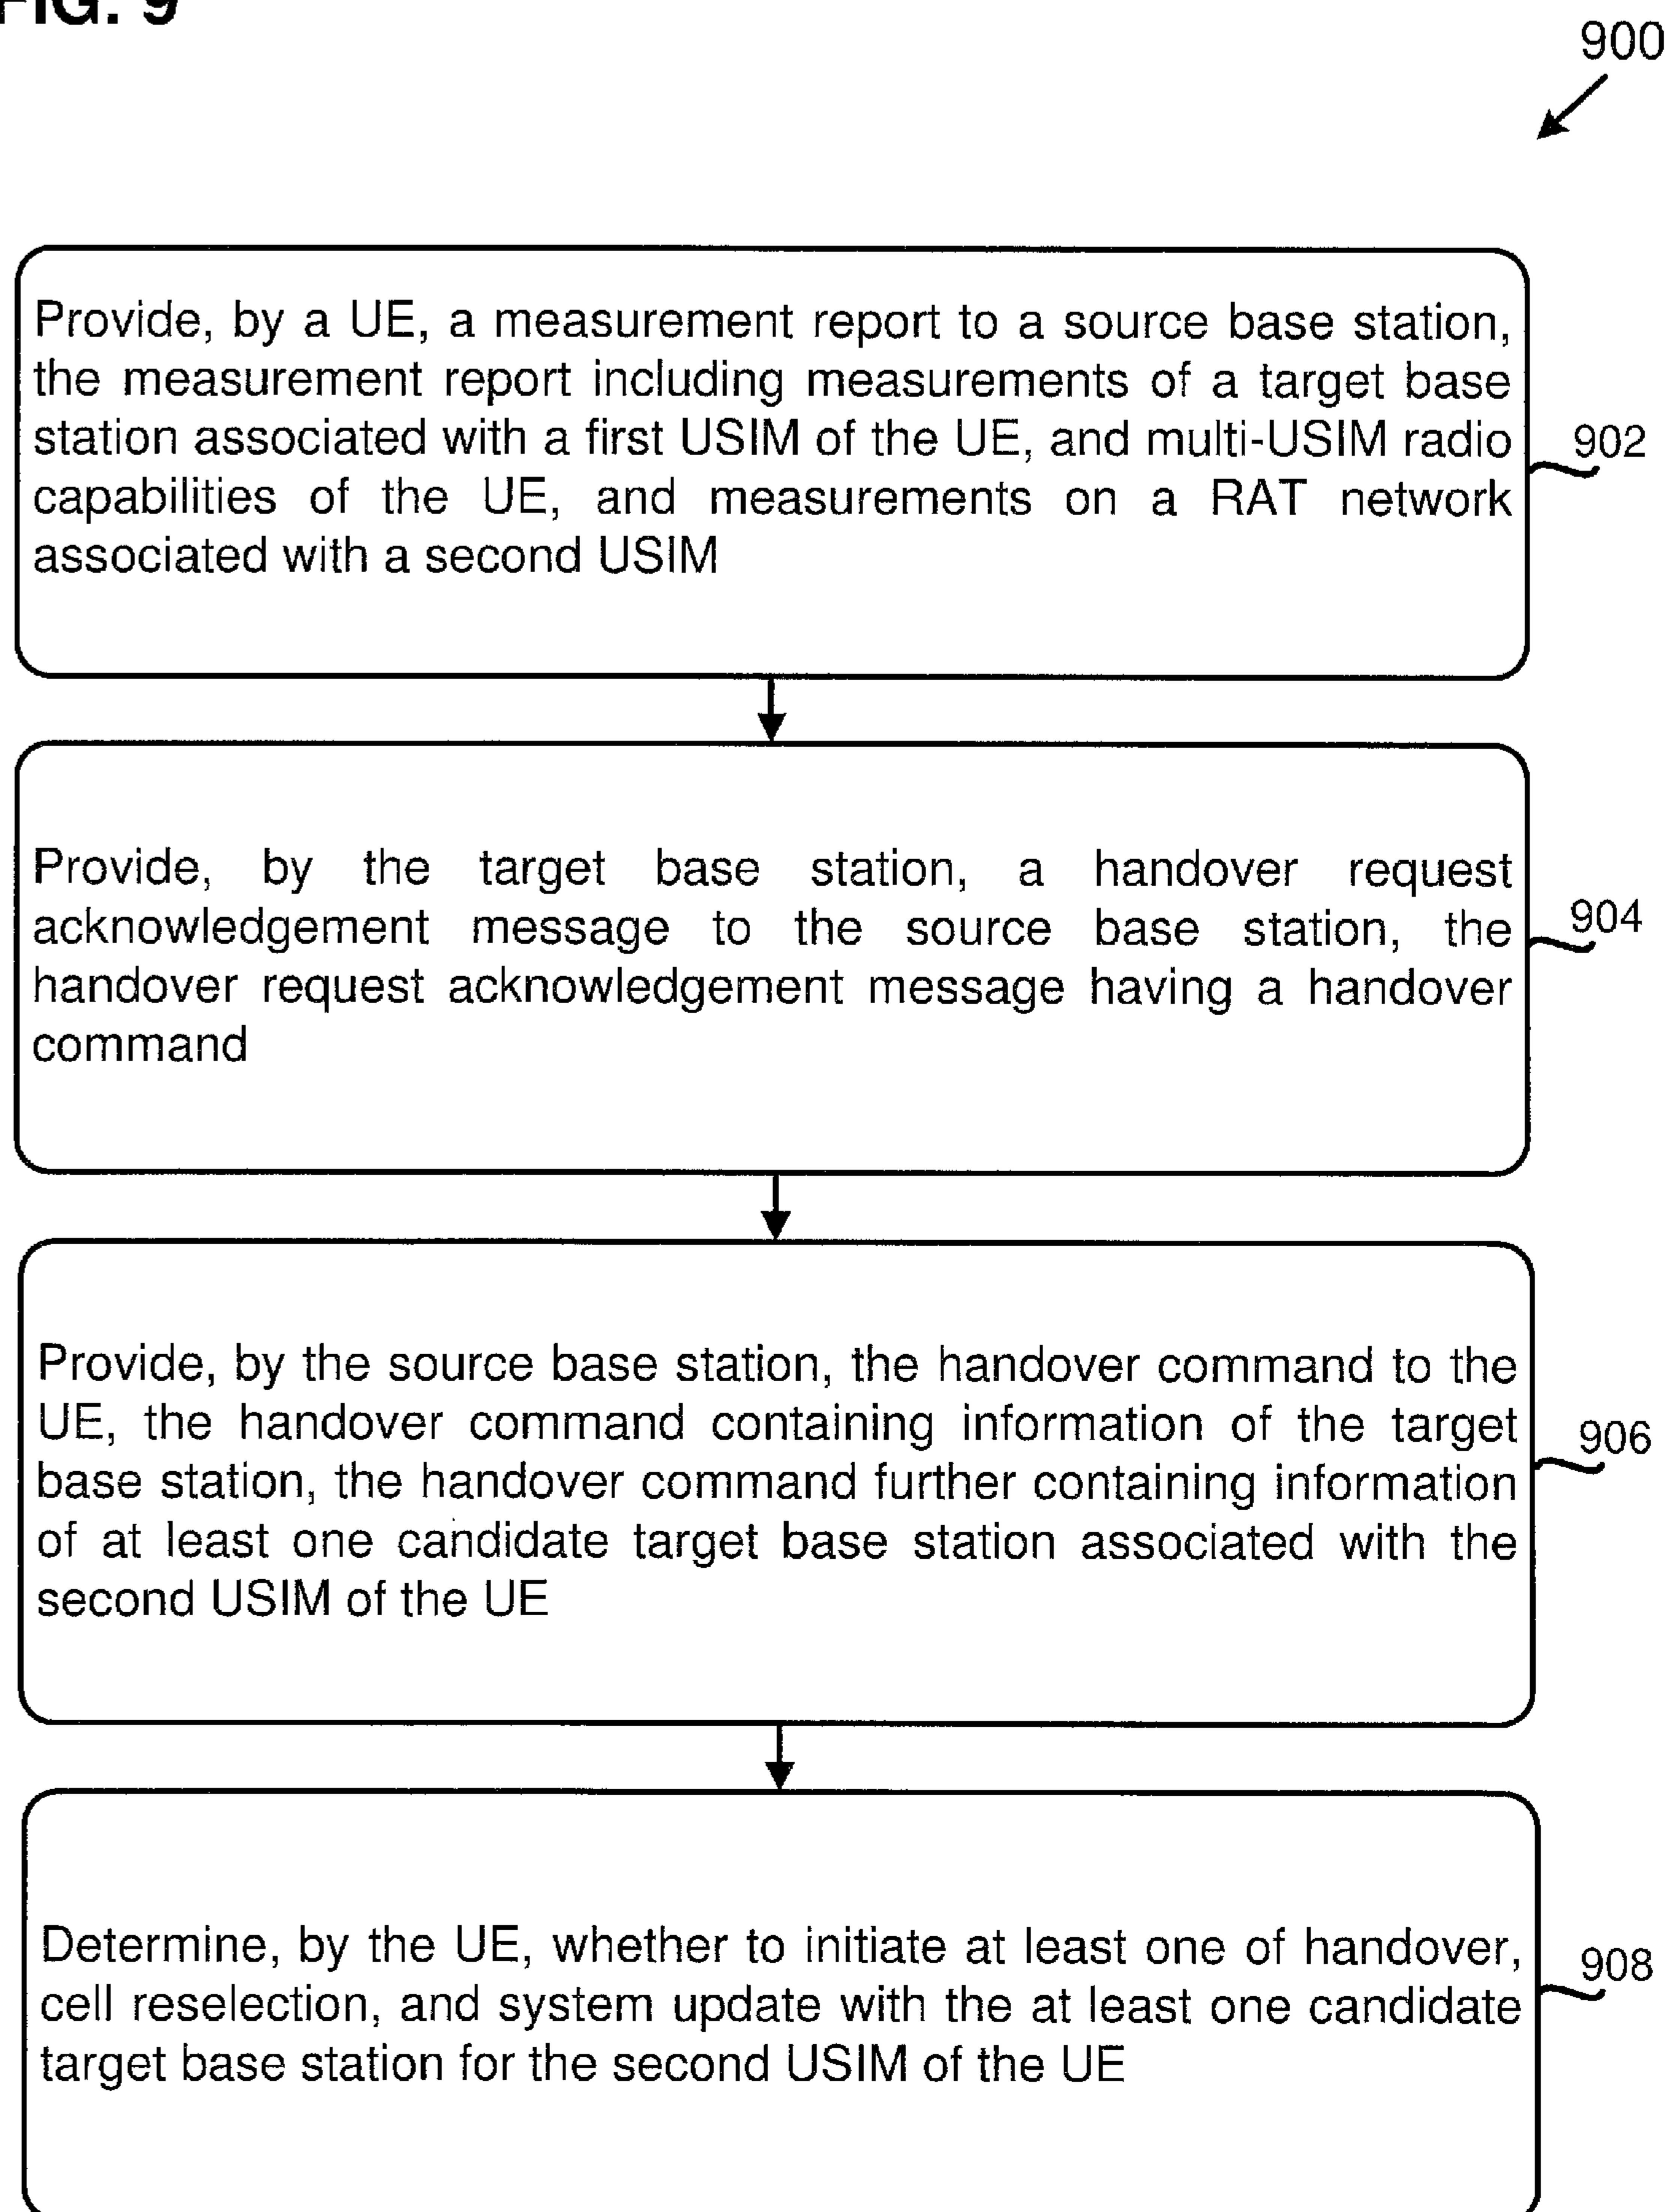 FIG. 9
900
Provide, by a UE, a measurement report to a source base station,
the measurement report including measurements of a target base
station associated with a first USIM of the UE, and multi-USIM radio
capabilities of the UE, and measurements on a RAT network
associated with a second USIM
902
Provide, by the target base station, a handover request
acknowledgement message to the source base station, the
handover request acknowledgement message having a handover
command
904
Provide, by the source base station, the handover command to the
UE, the handover command containing information of the target
base station, the handover command further containing information
of at least one candidate target base station associated with the
second USIM of the UE
906
Determine, by the UE, whether to initiate at least one of handover,
cell reselection, and system update with the at least one candidate
target base station for the second USIM of the UE
908